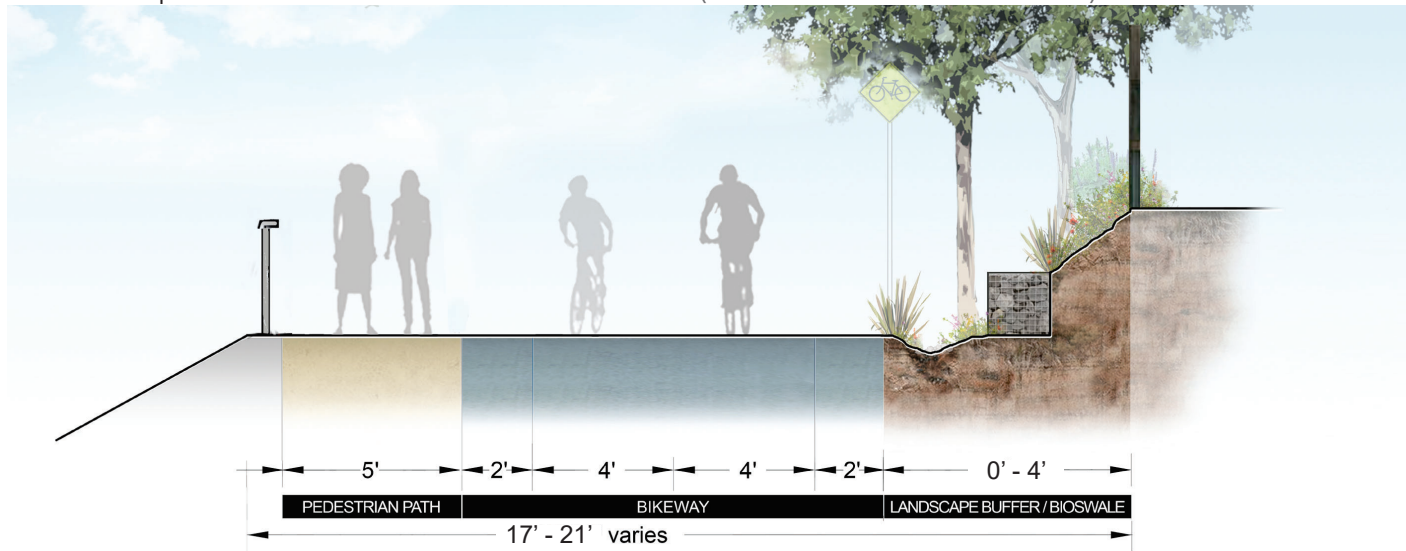 5' 2' 4' 4' 2' 0’ - 4’
PEDESTRIAN PATH BIKEWAY LANDSCAPE BUFFER / BIOSWALE
17’ - 21’ varies